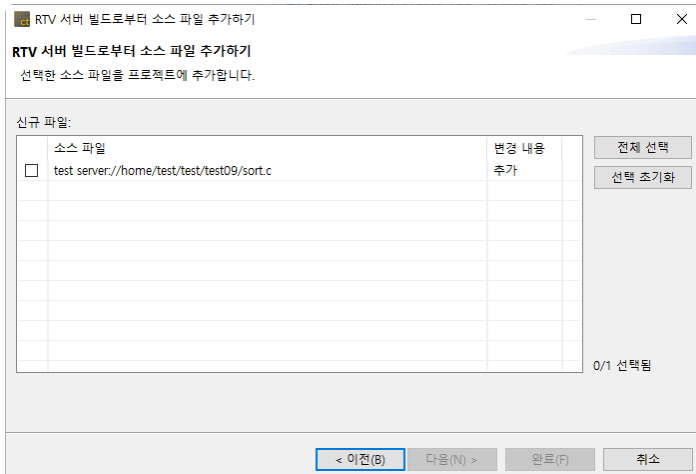 ct RTV 서버 빌드로부터 소스 파일 추가하기
RTV 서버 빌드로부터 소스 파일 추가하기
선택한 소스 파일을 프로젝트에 추가합니다.
신규 파일:
소스 파일 변경 내용
test server://home/test/test/test09/sort.c 추가
전체 선택
선택 초기화
0/1 선택됨
< 이전(B) 다음(N) > 완료(F) 취소